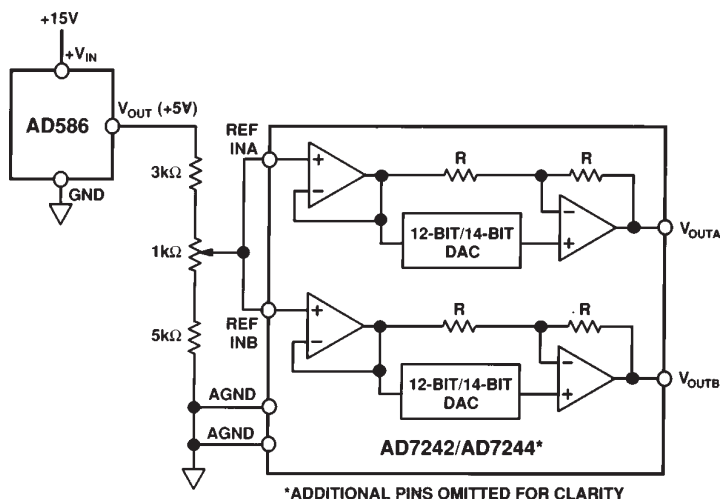 +15V
+VIN
AD586
VOUT (+5V)
GND
3kΩ
1kΩ
5kΩ
REF
INA
REF
INB
AGND
AGND
R
R
12-BIT/14-BIT
DAC
VOUTA
R
R
12-BIT/14-BIT
DAC
VOUTB
AD7242/AD7244*
*ADDITIONAL PINS OMITTED FOR CLARITY